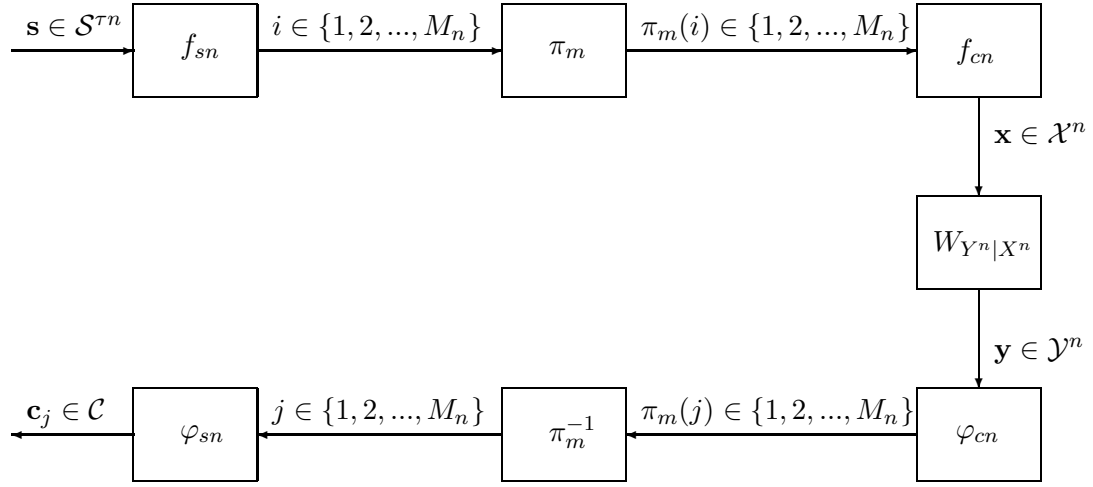 s ∈ S^{τn} f_{sn} i ∈ {1, 2, ..., M_n} π_m π_m(i) ∈ {1, 2, ..., M_n} f_{cn}
x ∈ X^n
W_{Y^n|X^n}
y ∈ Y^n
c_j ∈ C φ_{sn} j ∈ {1, 2, ..., M_n} π_m^{-1} π_m(j) ∈ {1, 2, ..., M_n} φ_{cn}